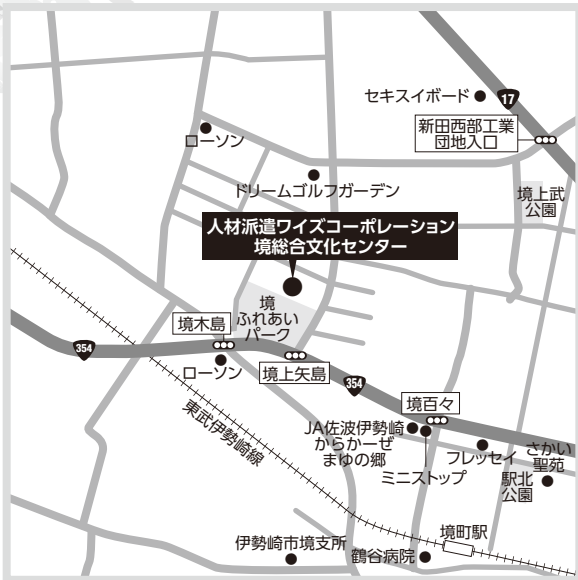 セキスイボード
17
新田西部工業
団地入口
ローソン
ドリームゴルフガーデン
境上武
公園
人材派遣ワイズコーポレーション
境総合文化センター
境
ふれあい
パーク
境木島
354
ローソン
境上矢島
354
境百々
東武伊勢崎線
JA佐波伊勢崎
からかーぜ
まゆの郷
ミニストップ
フレッセイ
さかい
聖苑
駅北
公園
境町駅
伊勢崎市境支所
鶴谷病院